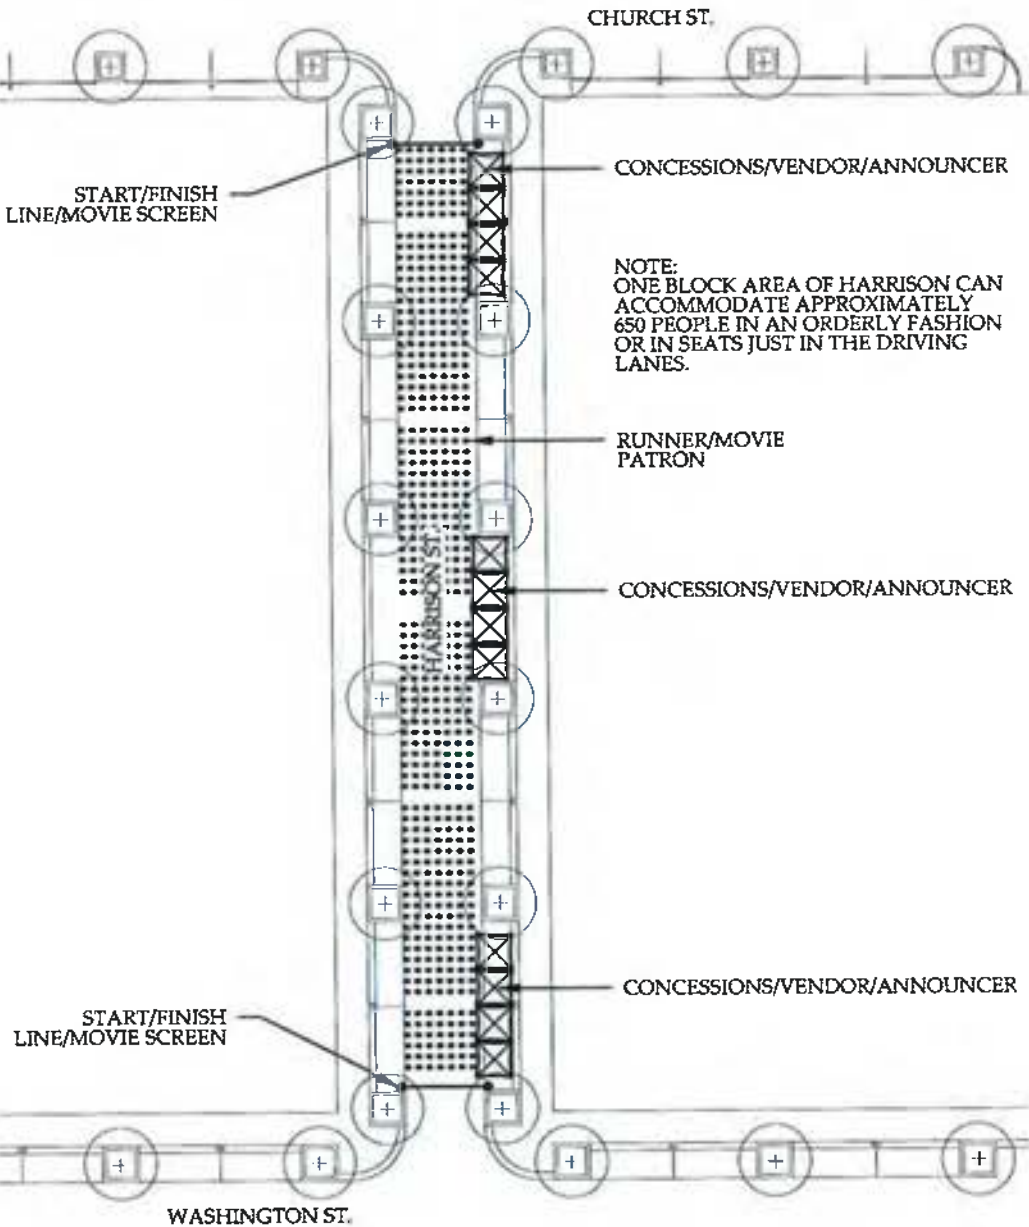 CHURCH ST.
CONCESSIONS/VENDOR/ANNOUNCER
START/FINISH
LINE/MOVIE SCREEN
NOTE:
ONE BLOCK AREA OF HARRISON CAN
ACCOMMODATE APPROXIMATELY
650 PEOPLE IN AN ORDERLY FASHION
OR IN SEATS JUST IN THE DRIVING
LANES.
RUNNER/MOVIE
PATRON
HARRISON ST.
CONCESSIONS/VENDOR/ANNOUNCER
CONCESSIONS/VENDOR/ANNOUNCER
START/FINISH
LINE/MOVIE SCREEN
WASHINGTON ST.